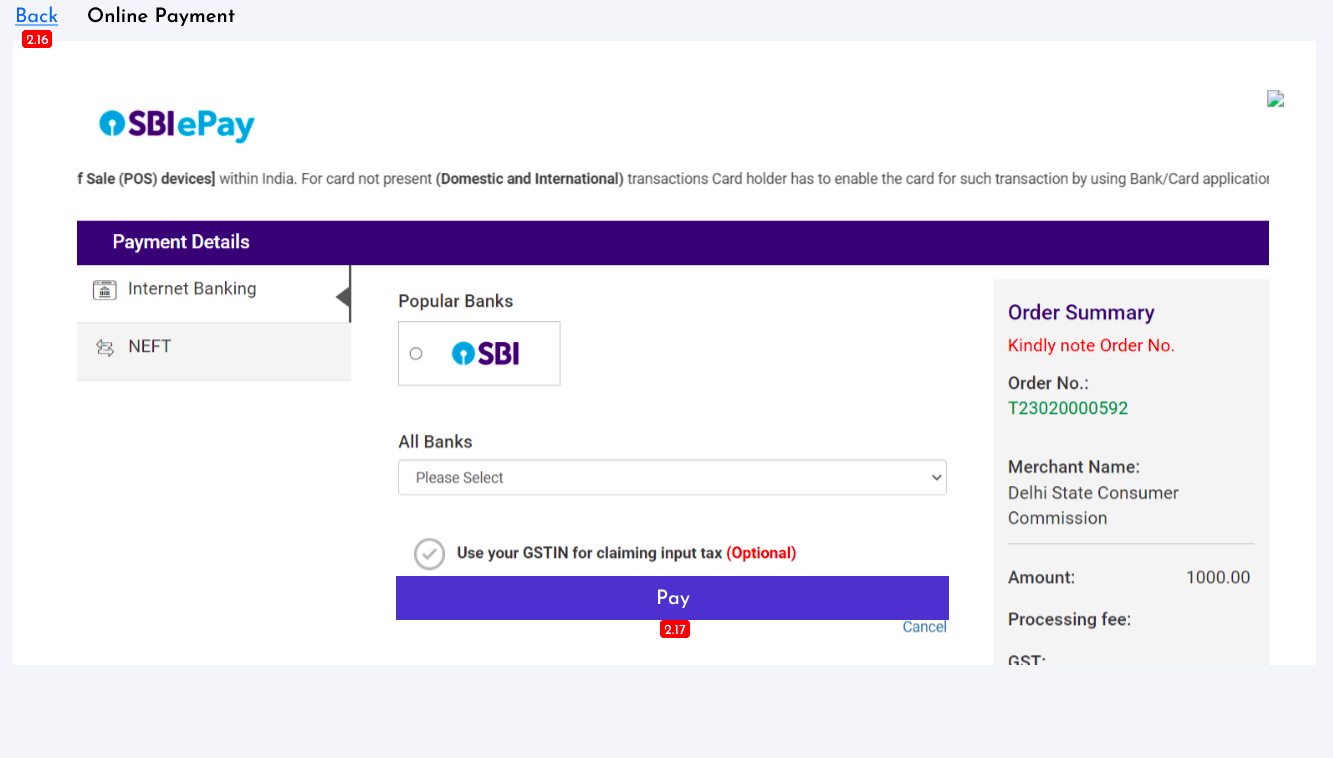 Back Online Payment
2.16
SBI ePay
f Sale (POS) devices] within India. For card not present (Domestic and International) transactions Card holder has to enable the card for such transaction by using Bank/Card application
Payment Details
Internet Banking
NEFT
Popular Banks
SBI
All Banks
Please Select
Use your GSTIN for claiming input tax (Optional)
Pay
2.17
Cancel
Order Summary
Kindly note Order No.
Order No.:
T23020000592
Merchant Name:
Delhi State Consumer
Commission
Amount: 1000.00
Processing fee:
GST: